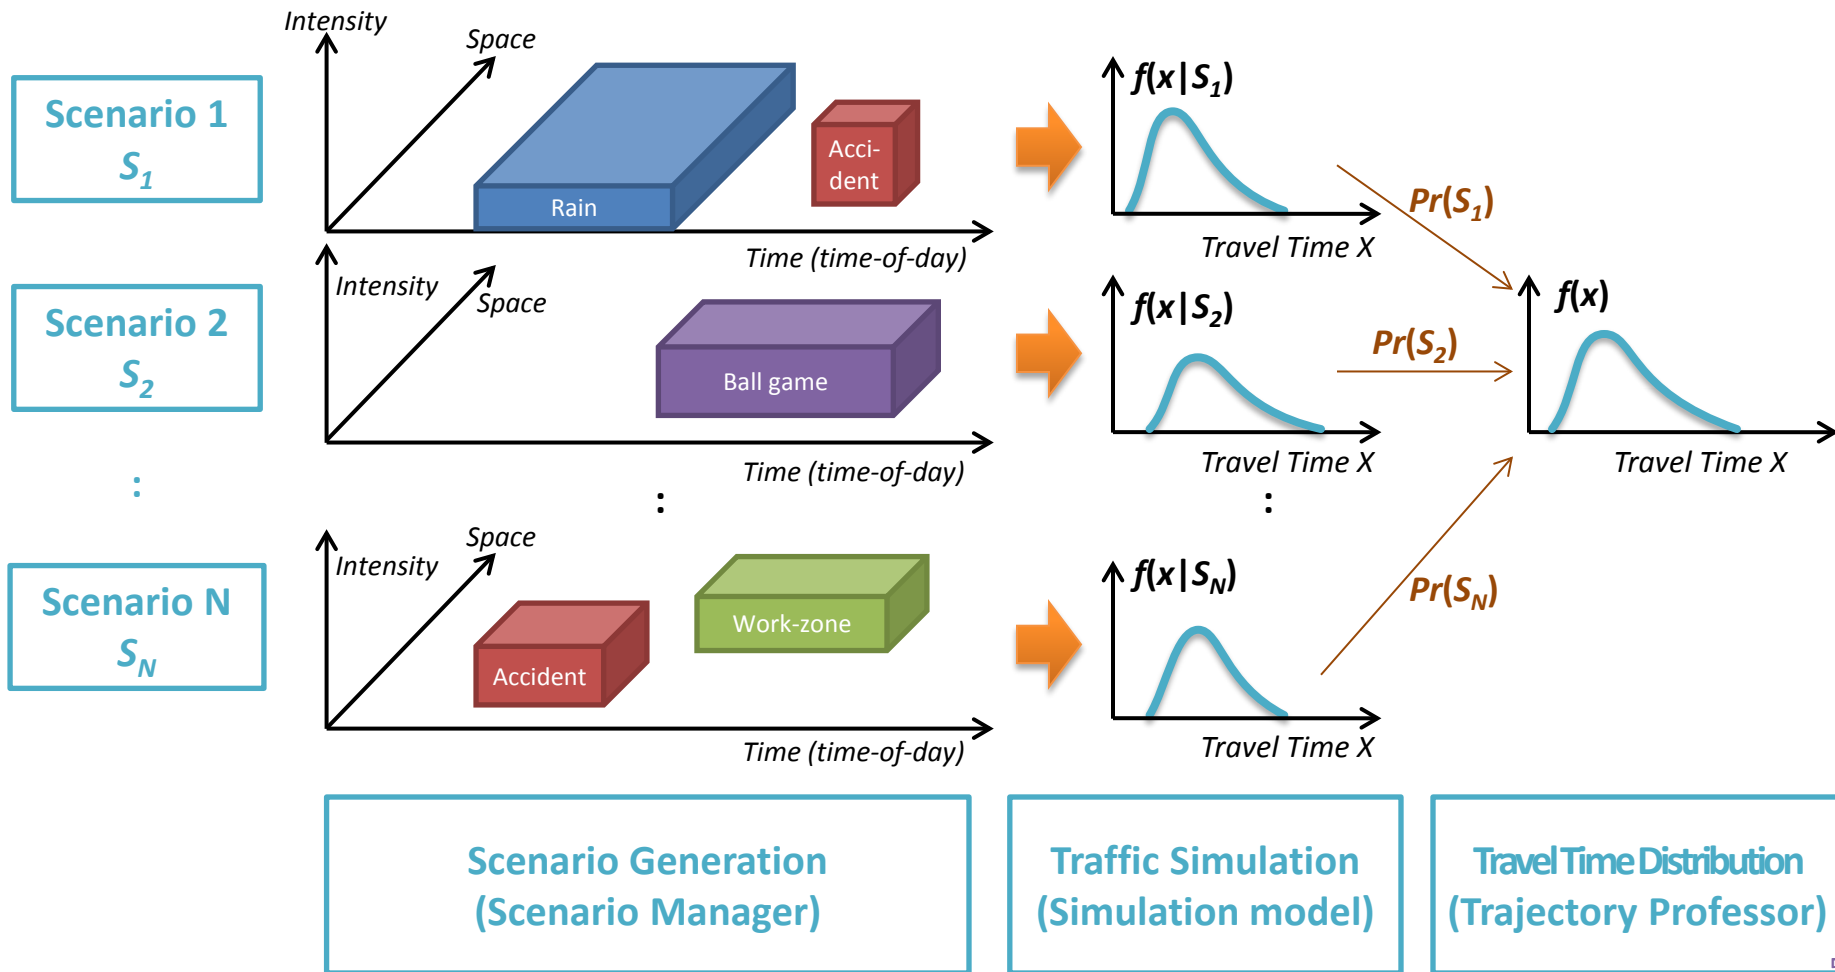 Scenario 1
S1
Intensity
Space
Rain
Acci-
dent
Time (time-of-day)
f(x|S1)
Travel Time X
Pr(S1)
Scenario 2
S2
Intensity
Space
Ball game
Time (time-of-day)
f(x|S2)
Travel Time X
Pr(S2)
f(x)
Travel Time X
:
:
:
Scenario N
SN
Intensity
Space
Accident
Work-zone
Time (time-of-day)
f(x|SN)
Travel Time X
Pr(SN)
Scenario Generation
(Scenario Manager)
Traffic Simulation
(Simulation model)
Travel Time Distribution
(Trajectory Professor)